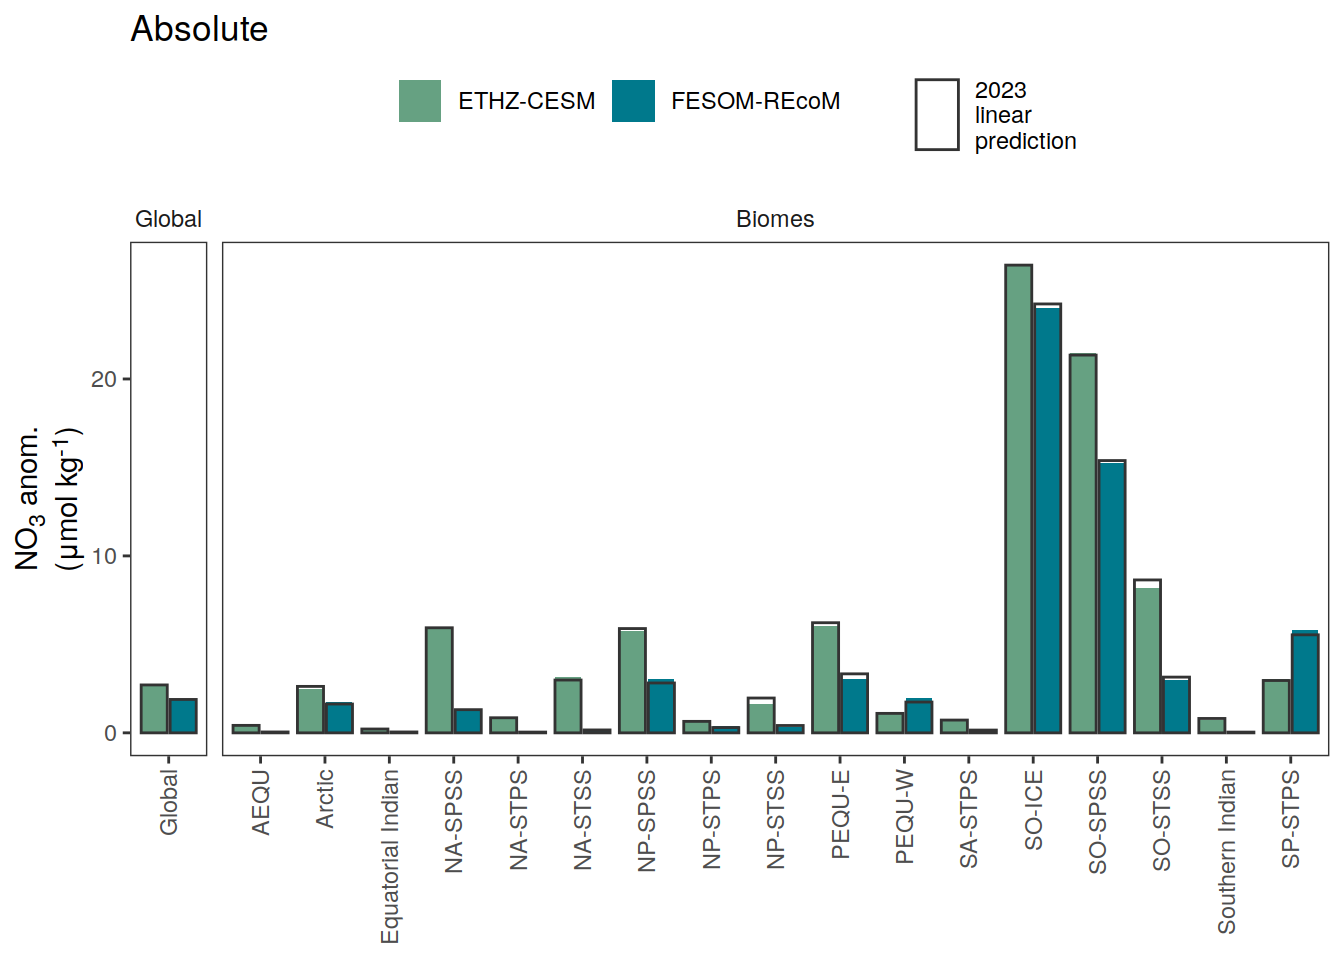 Absolute
ETHZ-CESM
FESOM-REcoM
2023
linear
prediction
Global
Biomes
NO₃ anom.
(μmol kg⁻¹)
20
10
0
Global
AEQU
Arctic
Equatorial Indian
NA-SPSS
NA-STPS
NA-STSS
NP-SPSS
NP-STPS
NP-STSS
PEQU-E
PEQU-W
SA-STPS
SO-ICE
SO-SPSS
SO-STSS
Southern Indian
SP-STPS